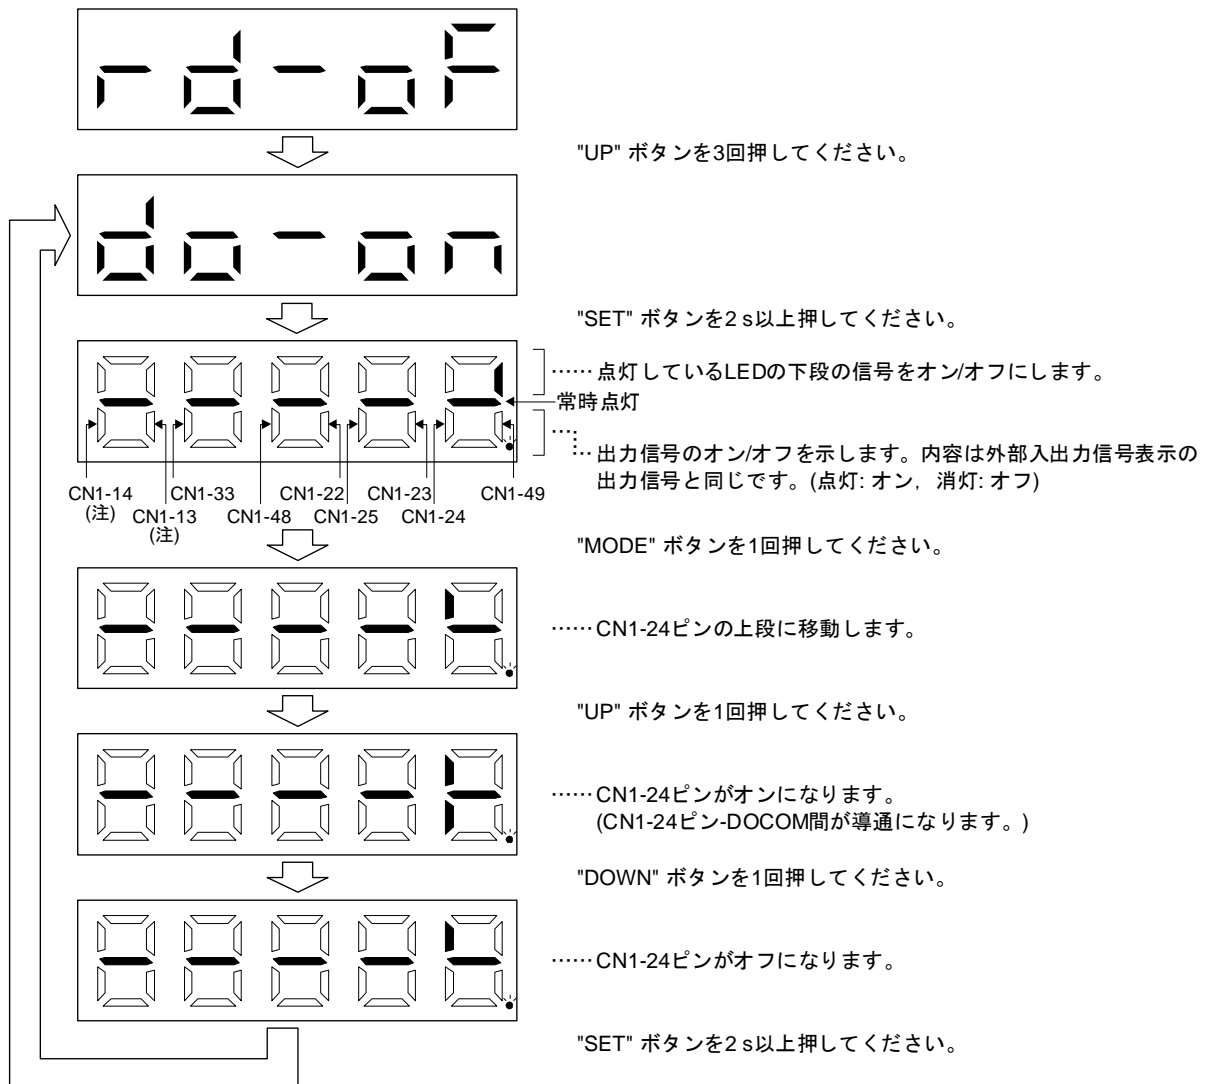 rd-oF
"UP" ボタンを3回押してください。
do-on
"SET" ボタンを2 s以上押してください。
……点灯しているLEDの下段の信号をオン/オフにします。
常時点灯
……出力信号のオン/オフを示します。内容は外部入出力信号表示の
出力信号と同じです。(点灯: オン, 消灯: オフ)
CN1-14
(注)
CN1-13
(注)
CN1-33
CN1-48
CN1-22
CN1-25
CN1-23
CN1-24
CN1-49
"MODE" ボタンを1回押してください。
……CN1-24ピンの上段に移動します。
"UP" ボタンを1回押してください。
……CN1-24ピンがオンになります。
(CN1-24ピン-DOCOM間が導通になります。)
"DOWN" ボタンを1回押してください。
……CN1-24ピンがオフになります。
"SET" ボタンを2 s以上押してください。